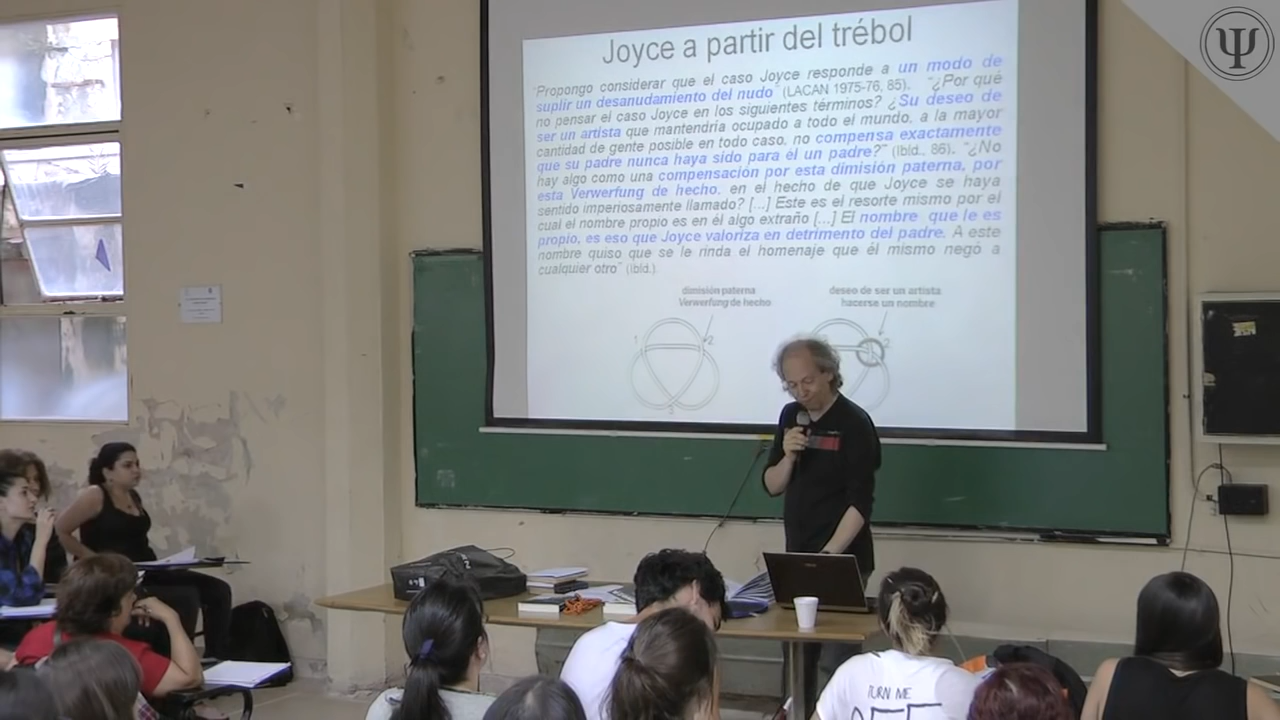 Joyce a partir del trébol
“Propongo considerar que el caso Joyce responde a un modo de
suplir un desanudamiento del nudo” (LACAN 1975-76, 85). “¿Por qué
no pensar el caso Joyce en los siguientes términos? ¿Su deseo de
ser un artista que mantendría ocupado a todo el mundo, a la mayor
cantidad de gente posible en todo caso, no compensa exactamente
que su padre nunca haya sido para él un padre?” (Ibíd., 86). “¿No
hay algo como una compensación por esta dimisión paterna, por
esta Verwerfung de hecho, en el hecho de que Joyce se haya
sentido imperiosamente llamado? [...] Este es el resorte mismo por el
cual el nombre propio es en él algo extraño [...] El nombre que le es
propio, es eso que Joyce valoriza en detrimento del padre. A este
nombre quiso que se le rinda el homenaje que él mismo negó a
cualquier otro” (Ibíd.).
dimisión paterna
Verwerfung de hecho
deseo de ser un artista
hacerse un nombre
1
2
3
2
Ψ
TURN ME